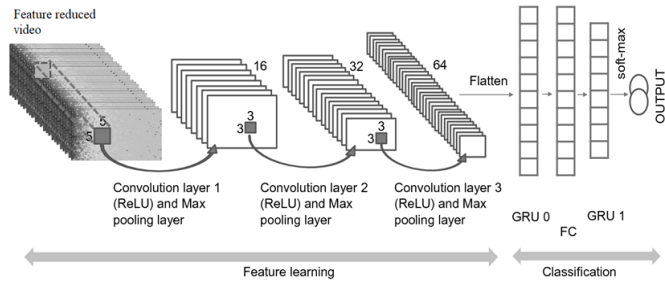 Feature reduced
video
5
5
16
3
3
32
3
3
64
Flatten
soft-max
OUTPUT
Convolution layer 1
(ReLU) and Max
pooling layer
Convolution layer 2
(ReLU) and Max
pooling layer
Convolution layer 3
(ReLU) and Max
pooling layer
GRU 0
FC
GRU 1
Feature learning
Classification